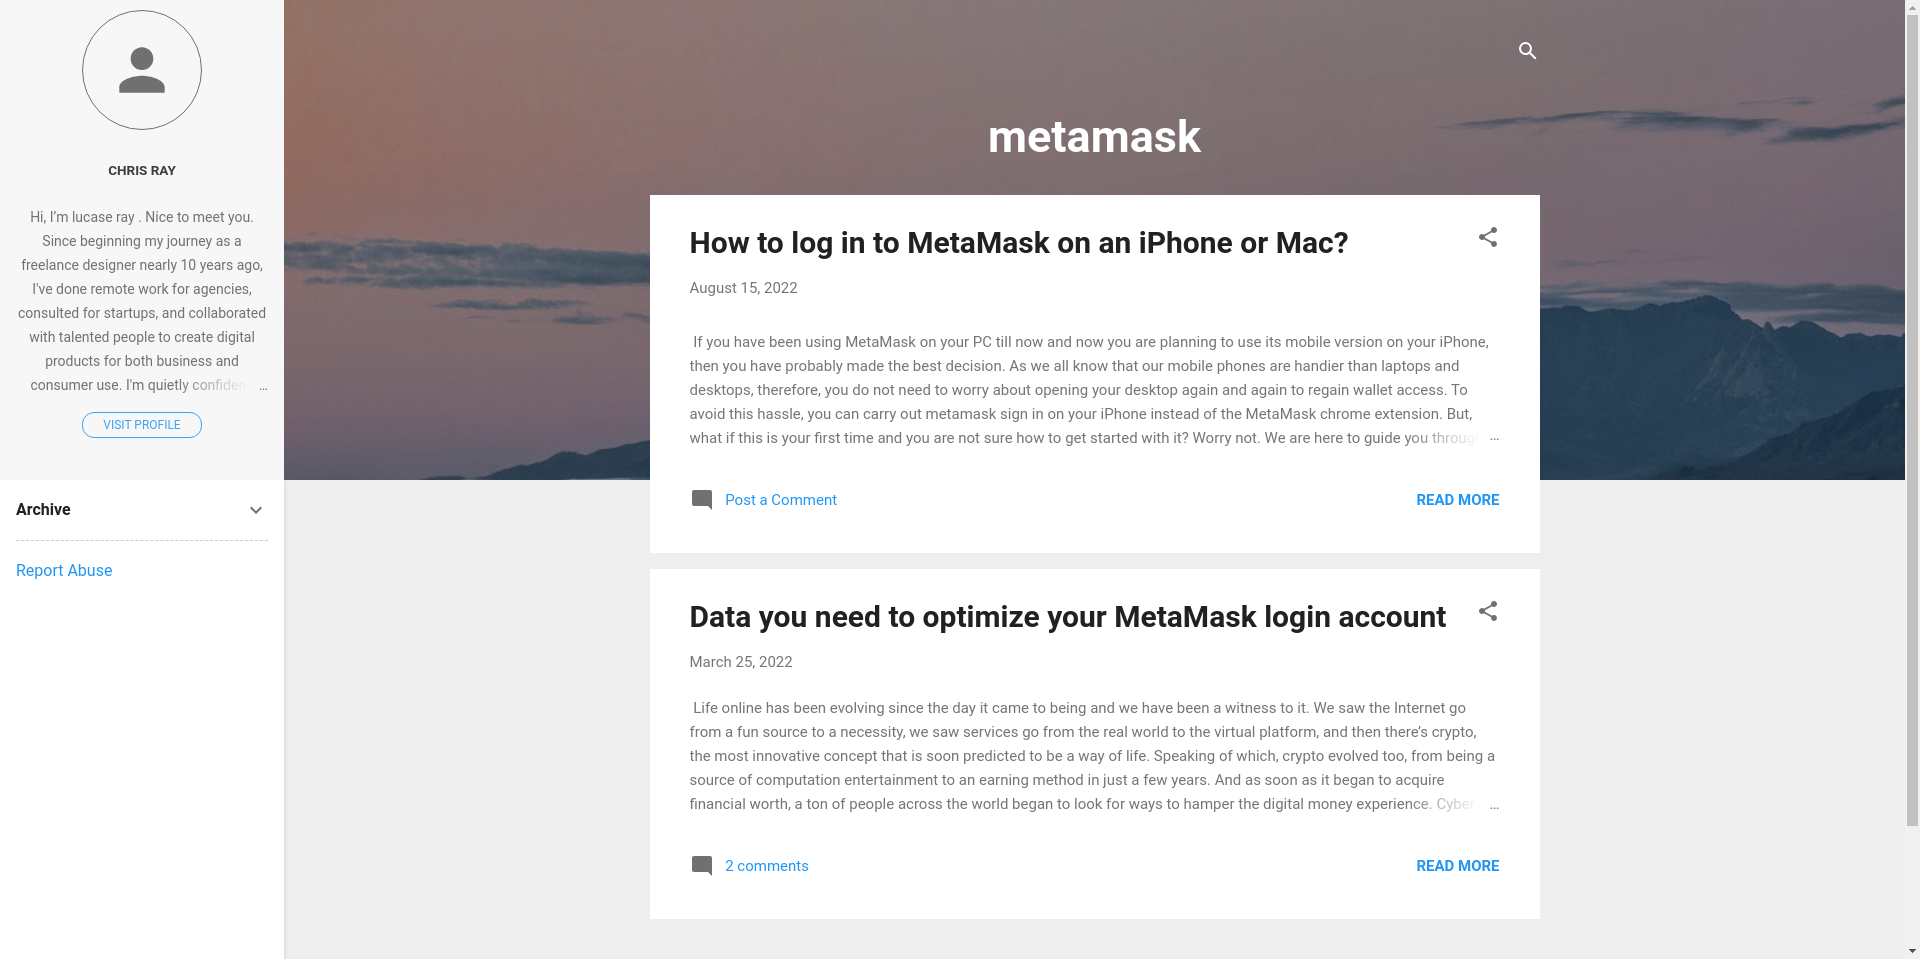 CHRIS RAY
Hi, I’m lucase ray . Nice to meet you.
Since beginning my journey as a
freelance designer nearly 10 years ago,
I've done remote work for agencies,
consulted for startups, and collaborated
with talented people to create digital
products for both business and
consumer use. I'm quietly confiden…
VISIT PROFILE
Archive
Report Abuse
metamask
How to log in to MetaMask on an iPhone or Mac?
August 15, 2022
If you have been using MetaMask on your PC till now and now you are planning to use its mobile version on your iPhone,
then you have probably made the best decision. As we all know that our mobile phones are handier than laptops and
desktops, therefore, you do not need to worry about opening your desktop again and again to regain wallet access. To
avoid this hassle, you can carry out metamask sign in on your iPhone instead of the MetaMask chrome extension. But,
what if this is your first time and you are not sure how to get started with it? Worry not. We are here to guide you through …
Post a Comment
READ MORE
Data you need to optimize your MetaMask login account
March 25, 2022
Life online has been evolving since the day it came to being and we have been a witness to it. We saw the Internet go
from a fun source to a necessity, we saw services go from the real world to the virtual platform, and then there’s crypto,
the most innovative concept that is soon predicted to be a way of life. Speaking of which, crypto evolved too, from being a
source of computation entertainment to an earning method in just a few years. And as soon as it began to acquire
financial worth, a ton of people across the world began to look for ways to hamper the digital money experience. Cyber …
2 comments
READ MORE